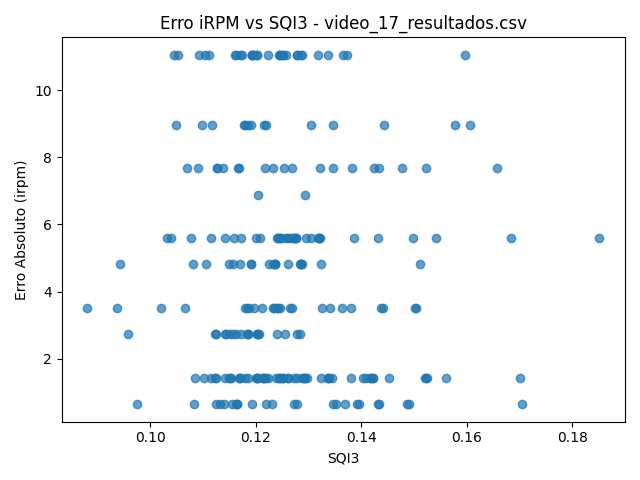 Erro iRPM vs SQI3 - video_17_resultados.csv
Erro Absoluto (irpm)
10
8
6
4
2
0.10 0.12 0.14 0.16 0.18
SQI3